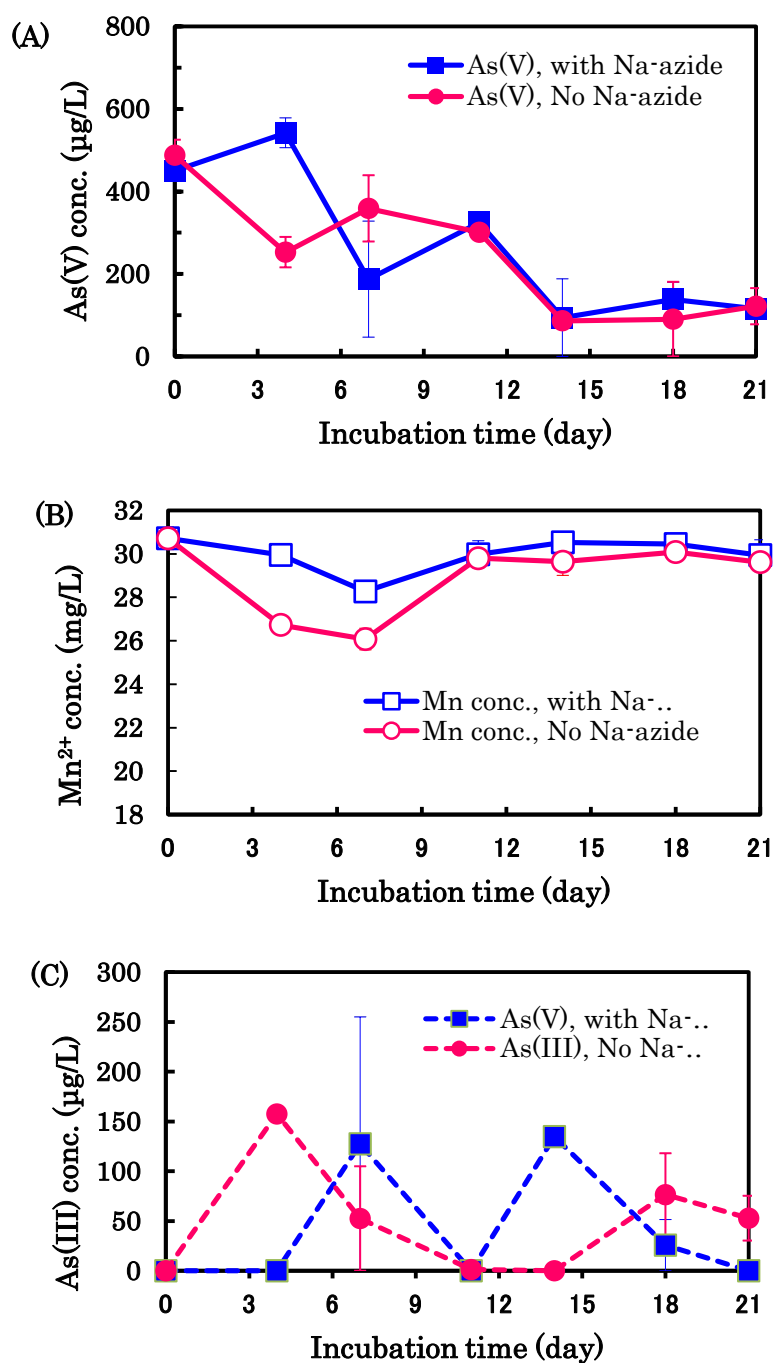 (A)
800
600
400
200
0
As(V) conc. (µg/L)
As(V), with Na-azide
As(V), No Na-azide
0 3 6 9 12 15 18 21
Incubation time (day)
(B)
32
30
28
26
24
22
20
18
Mn²⁺ conc. (mg/L)
Mn conc., with Na-..
Mn conc., No Na-azide
0 3 6 9 12 15 18 21
Incubation time (day)
(C)
300
250
200
150
100
50
0
As(III) conc. (µg/L)
As(V), with Na-..
As(III), No Na-..
0 3 6 9 12 15 18 21
Incubation time (day)